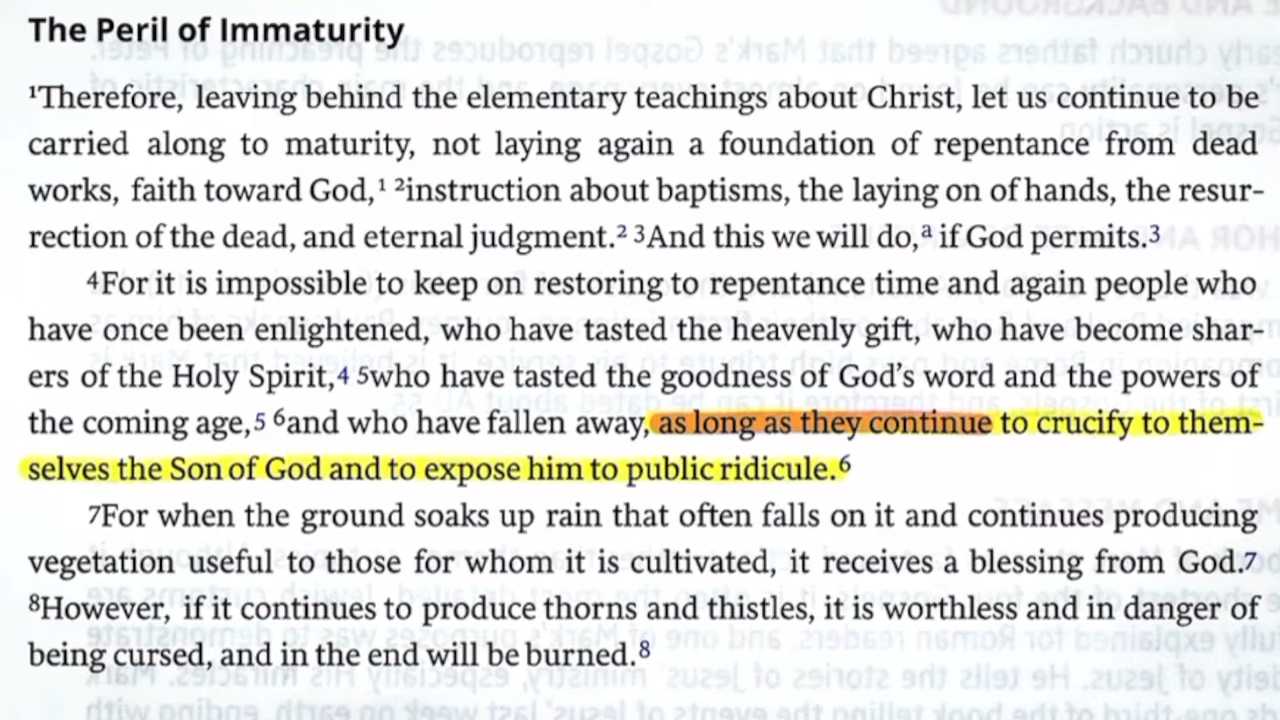 The Peril of Immaturity
¹Therefore, leaving behind the elementary teachings about Christ, let us continue to be
carried along to maturity, not laying again a foundation of repentance from dead
works, faith toward God,¹ ²instruction about baptisms, the laying on of hands, the resur-
rection of the dead, and eternal judgment.² ³And this we will do,ᵃ if God permits.³
⁴For it is impossible to keep on restoring to repentance time and again people who
have once been enlightened, who have tasted the heavenly gift, who have become shar-
ers of the Holy Spirit,⁴ ⁵who have tasted the goodness of God's word and the powers of
the coming age,⁵ ⁶and who have fallen away, as long as they continue to crucify to them-
selves the Son of God and to expose him to public ridicule.⁶
⁷For when the ground soaks up rain that often falls on it and continues producing
vegetation useful to those for whom it is cultivated, it receives a blessing from God.⁷
⁸However, if it continues to produce thorns and thistles, it is worthless and in danger of
being cursed, and in the end will be burned.⁸